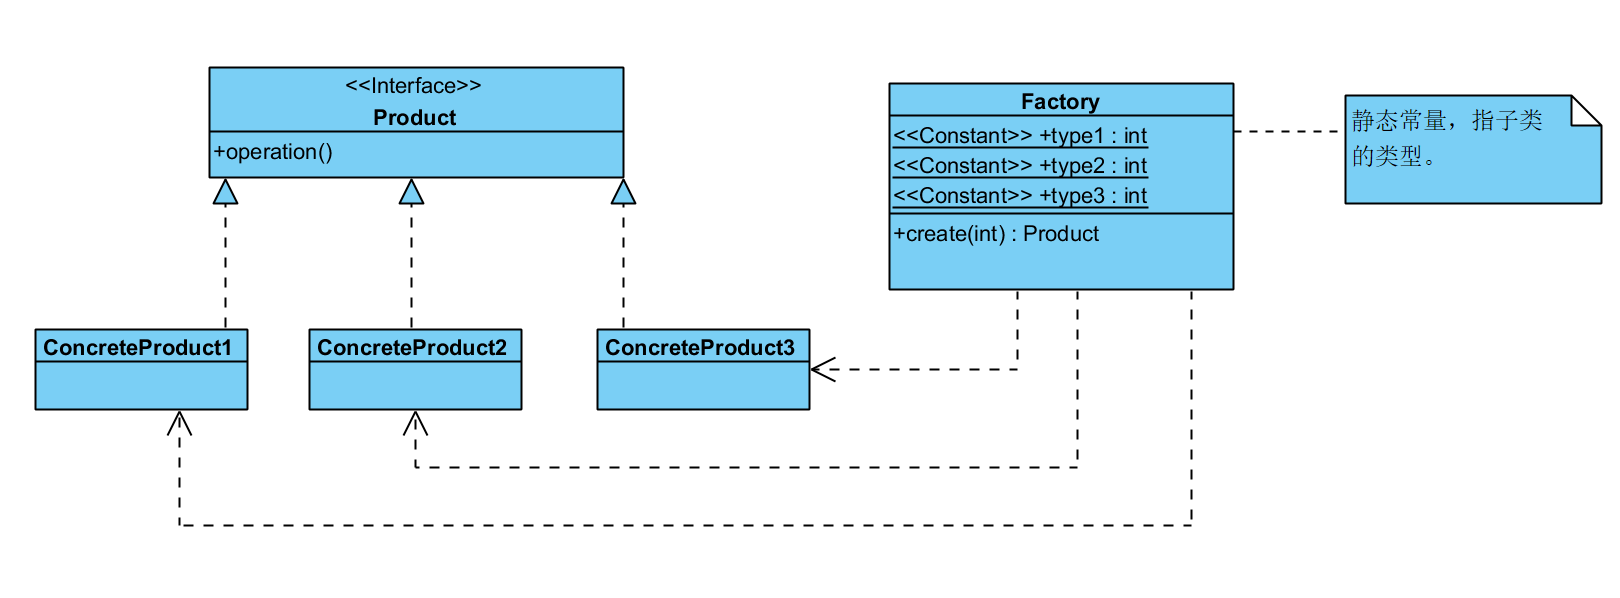 <<Interface>>
Product
+operation()
Factory
<<Constant>> +type1 : int
<<Constant>> +type2 : int
<<Constant>> +type3 : int
+create(int) : Product
静态常量，指子类
的类型。
ConcreteProduct1
ConcreteProduct2
ConcreteProduct3